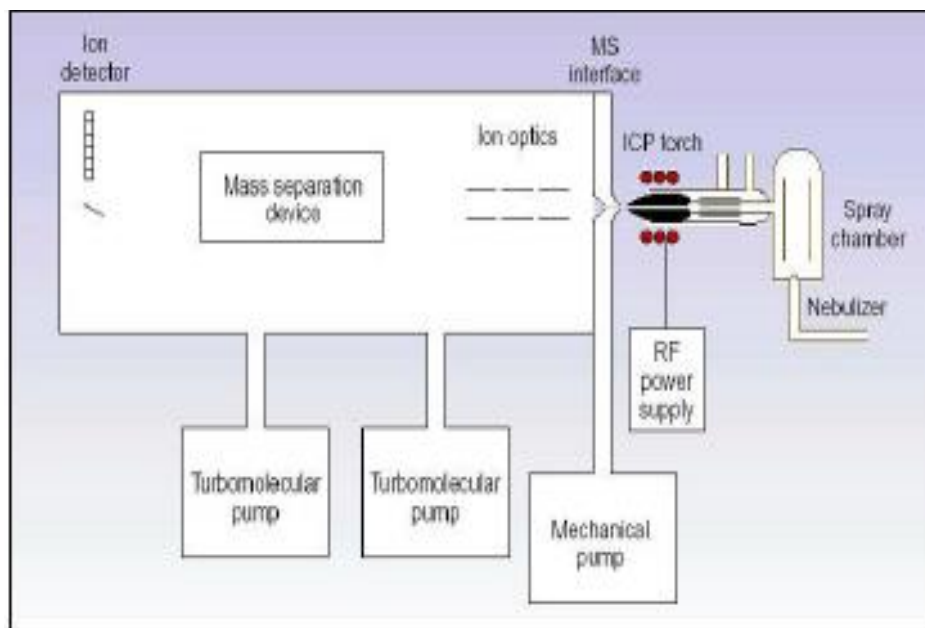 Ion
detector
MS
interface
Ion optics
ICP torch
Mass separation
device
Spray
chamber
Nebulizer
RF
power
supply
Turbomolecular
pump
Turbomolecular
pump
Mechanical
pump